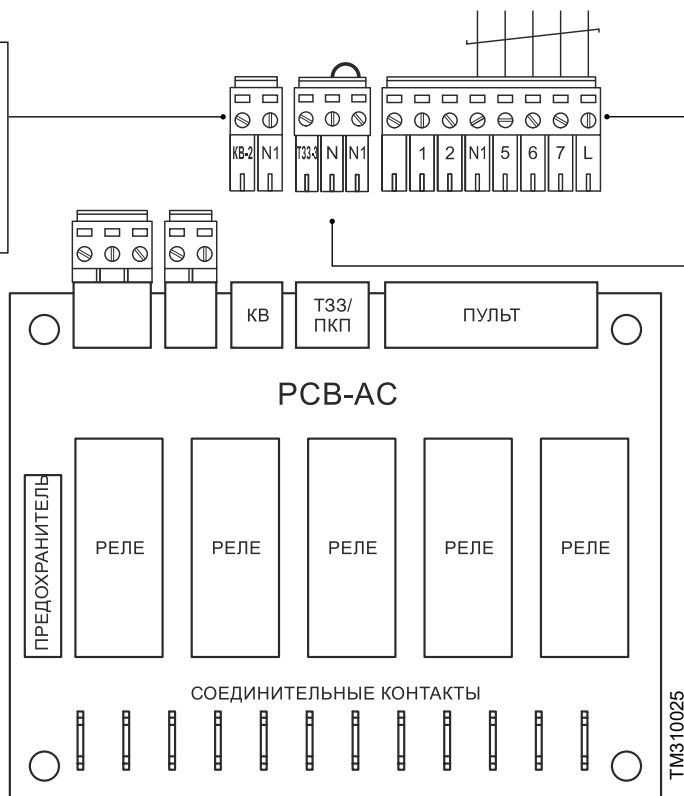 КВ-2 N1 ТЗЗ-3 N N1 1 2 N1 5 6 7 L
КВ ТЗЗ/ ПУЛЬТ
ПКП
PCB-AC
ПРЕДОХРАНИТЕЛЬ
РЕЛЕ РЕЛЕ РЕЛЕ РЕЛЕ РЕЛЕ
СОЕДИНИТЕЛЬНЫЕ КОНТАКТЫ
TM310025